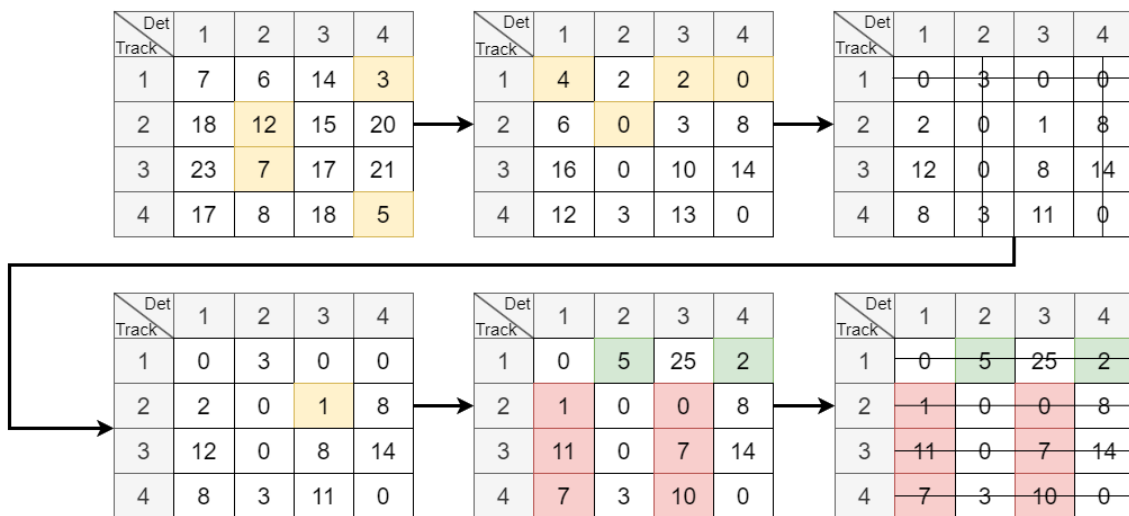 Det
Track 1 2 3 4
1 7 6 14 3
2 18 12 15 20
3 23 7 17 21
4 17 8 18 5
Det
Track 1 2 3 4
1 4 2 2 0
2 6 0 3 8
3 16 0 10 14
4 12 3 13 0
Det
Track 1 2 3 4
1 0 3 0 0
2 2 0 1 8
3 12 0 8 14
4 8 3 11 0
Det
Track 1 2 3 4
1 0 3 0 0
2 2 0 1 8
3 12 0 8 14
4 8 3 11 0
Det
Track 1 2 3 4
1 0 5 25 2
2 1 0 0 8
3 11 0 7 14
4 7 3 10 0
Det
Track 1 2 3 4
1 0 5 25 2
2 1 0 0 8
3 11 0 7 14
4 7 3 10 0